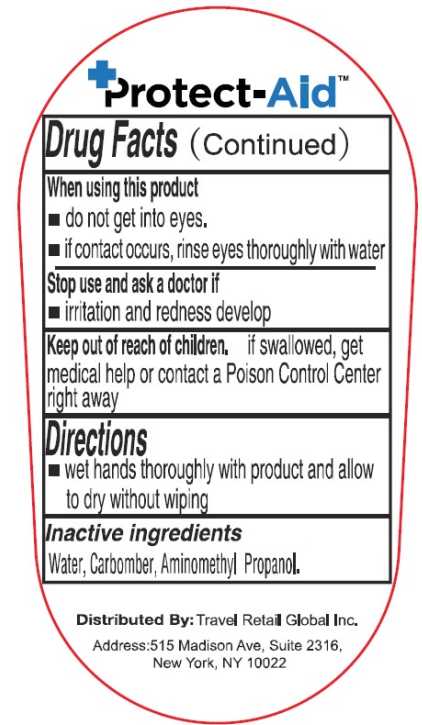 Protect-Aid™
Drug Facts (Continued)
When using this product
■ do not get into eyes.
■ if contact occurs, rinse eyes thoroughly with water
Stop use and ask a doctor if
■ irritation and redness develop
Keep out of reach of children. if swallowed, get
medical help or contact a Poison Control Center
right away
Directions
■ wet hands thoroughly with product and allow
to dry without wiping
Inactive ingredients
Water, Carbomber, Aminomethyl Propanol.
Distributed By: Travel Retail Global Inc.
Address:515 Madison Ave, Suite 2316,
New York, NY 10022